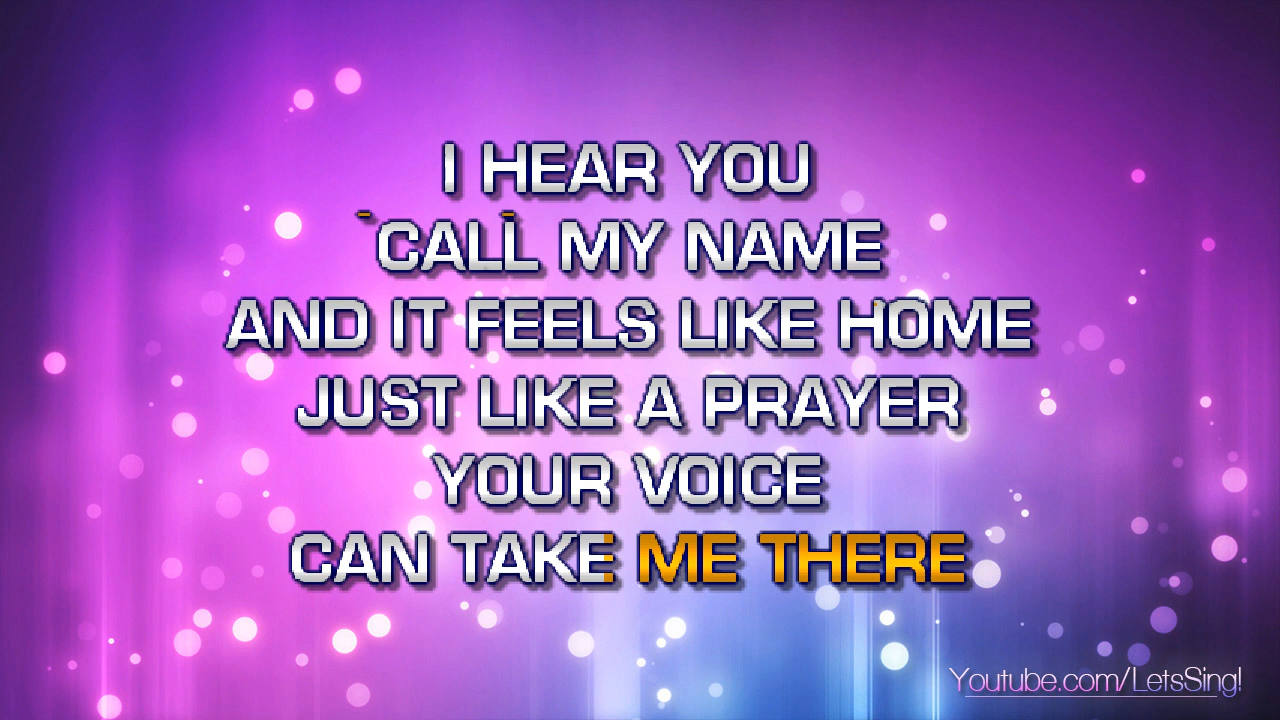 I HEAR YOU
CALL MY NAME
AND IT FEELS LIKE HOME
JUST LIKE A PRAYER
YOUR VOICE
CAN TAKE ME THERE
Youtube.com/LetsSing!